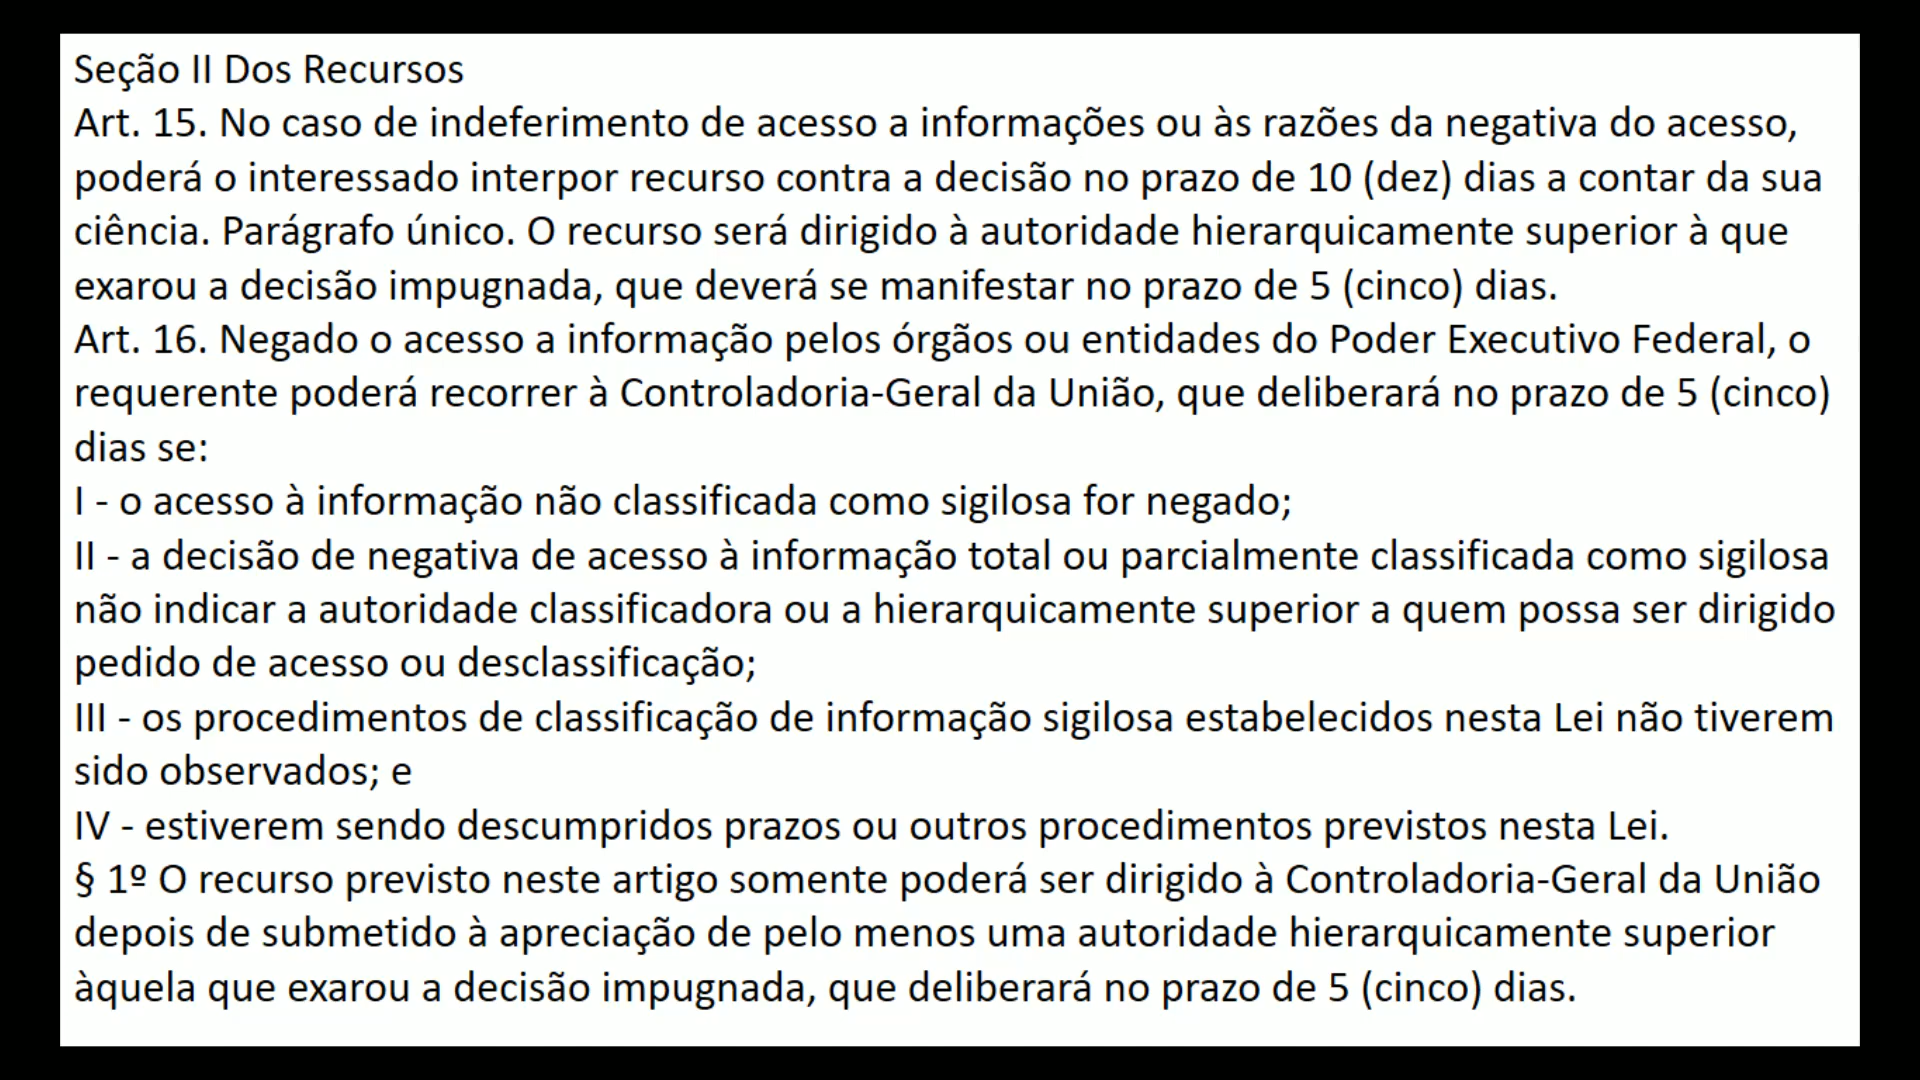 Seção II Dos Recursos
Art. 15. No caso de indeferimento de acesso a informações ou às razões da negativa do acesso,
poderá o interessado interpor recurso contra a decisão no prazo de 10 (dez) dias a contar da sua
ciência. Parágrafo único. O recurso será dirigido à autoridade hierarquicamente superior à que
exarou a decisão impugnada, que deverá se manifestar no prazo de 5 (cinco) dias.
Art. 16. Negado o acesso a informação pelos órgãos ou entidades do Poder Executivo Federal, o
requerente poderá recorrer à Controladoria-Geral da União, que deliberará no prazo de 5 (cinco)
dias se:
I - o acesso à informação não classificada como sigilosa for negado;
II - a decisão de negativa de acesso à informação total ou parcialmente classificada como sigilosa
não indicar a autoridade classificadora ou a hierarquicamente superior a quem possa ser dirigido
pedido de acesso ou desclassificação;
III - os procedimentos de classificação de informação sigilosa estabelecidos nesta Lei não tiverem
sido observados; e
IV - estiverem sendo descumpridos prazos ou outros procedimentos previstos nesta Lei.
§ 1º O recurso previsto neste artigo somente poderá ser dirigido à Controladoria-Geral da União
depois de submetido à apreciação de pelo menos uma autoridade hierarquicamente superior
àquela que exarou a decisão impugnada, que deliberará no prazo de 5 (cinco) dias.